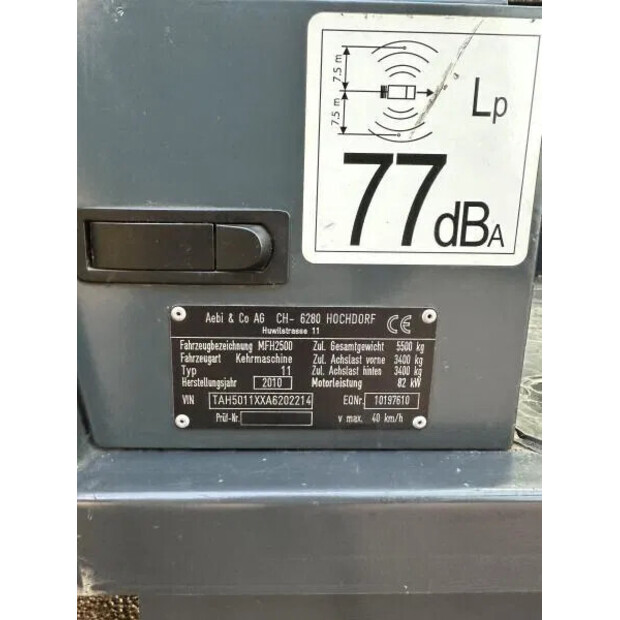 7.5 m
7.5 m
Lp
77 dBA
Aebi & Co AG CH- 6280 HOCHDORF
Huwilstrasse 11
CE
Fahrzeugbezeichnung MFH2500 Zul. Gesamtgewicht 5500 kg
Fahrzeugart Kehrmaschine Zul. Achslast vorne 3400 kg
Typ 11 Zul. Achslast hinten 3400 kg
Herstellungsjahr 2010 Motorleistung 82 kW
VIN TAH5011XXA6202214 EQNr. 10197610
Prüf-Nr. v max. 40 km/h